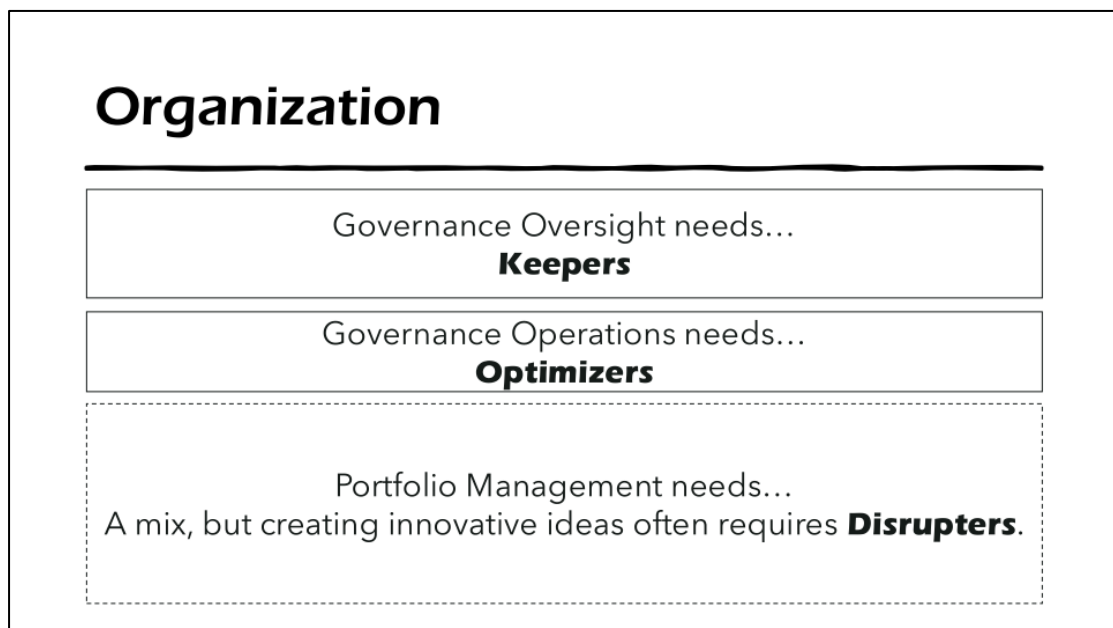 Organization
Governance Oversight needs…
Keepers
Governance Operations needs…
Optimizers
Portfolio Management needs…
A mix, but creating innovative ideas often requires Disrupters.